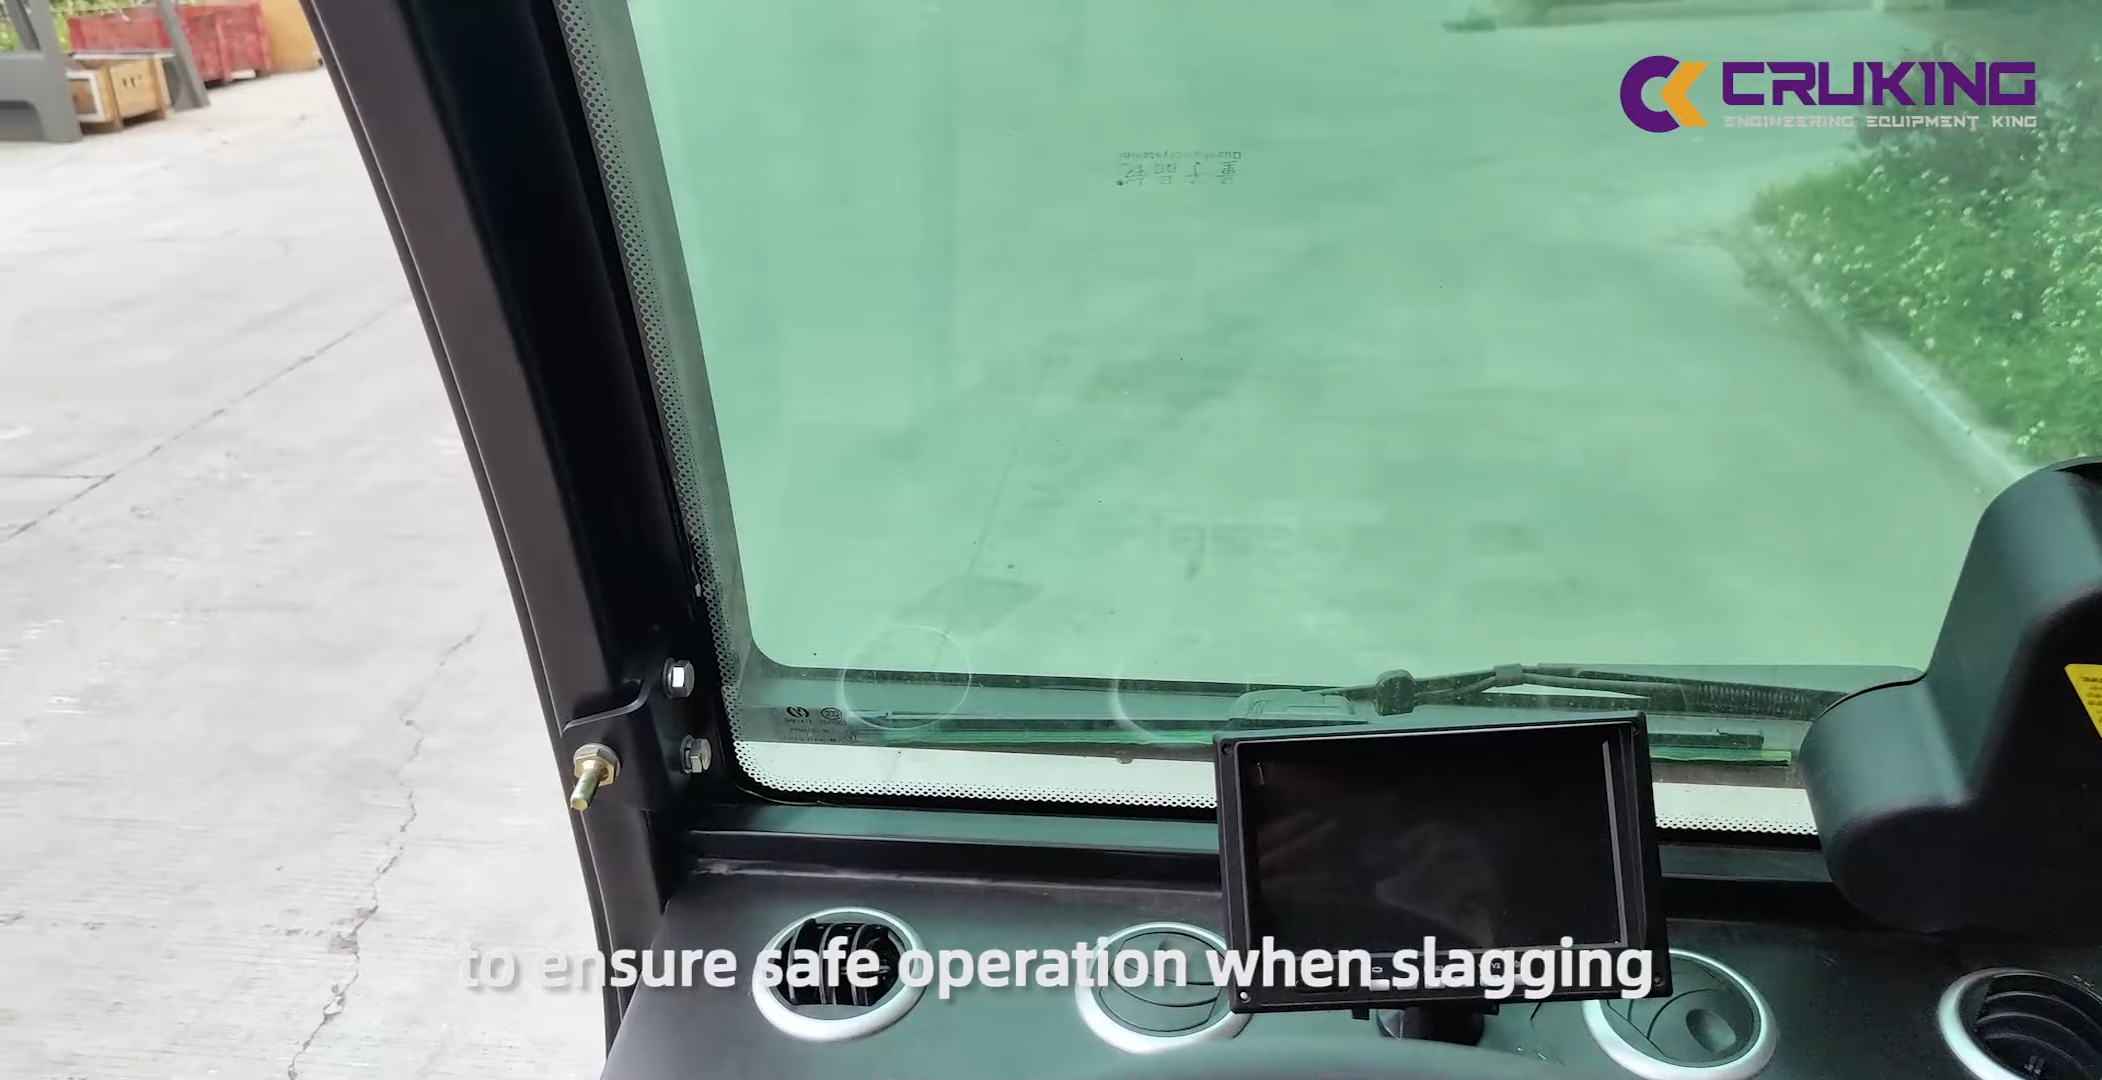 CRUKING
ENGINEERING EQUIPMENT KING
to ensure safe operation when slagging